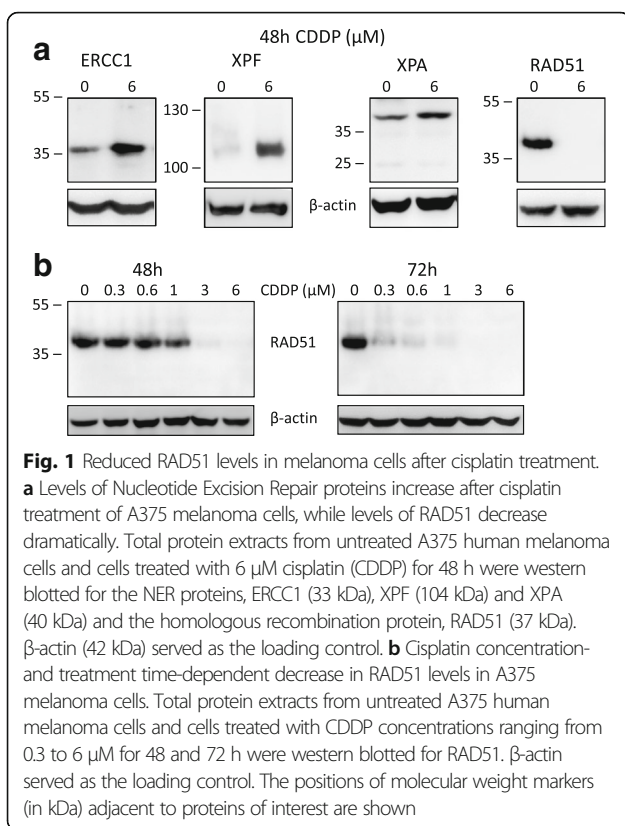 48h CDDP (μM)
a
ERCC1 XPF XPA RAD51
0 6 0 6 0 6 0 6
55 – 130 – 55 –
35 – 100 – 35 – 25 – 35 –
β-actin
b
48h 72h
0 0.3 0.6 1 3 6 CDDP (μM) 0 0.3 0.6 1 3 6
55 –
35 –
RAD51
β-actin
Fig. 1 Reduced RAD51 levels in melanoma cells after cisplatin treatment.
a Levels of Nucleotide Excision Repair proteins increase after cisplatin
treatment of A375 melanoma cells, while levels of RAD51 decrease
dramatically. Total protein extracts from untreated A375 human melanoma
cells and cells treated with 6 μM cisplatin (CDDP) for 48 h were western
blotted for the NER proteins, ERCC1 (33 kDa), XPF (104 kDa) and XPA
(40 kDa) and the homologous recombination protein, RAD51 (37 kDa).
β-actin (42 kDa) served as the loading control. b Cisplatin concentration-
and treatment time-dependent decrease in RAD51 levels in A375
melanoma cells. Total protein extracts from untreated A375 human
melanoma cells and cells treated with CDDP concentrations ranging from
0.3 to 6 μM for 48 and 72 h were western blotted for RAD51. β-actin
served as the loading control. The positions of molecular weight markers
(in kDa) adjacent to proteins of interest are shown